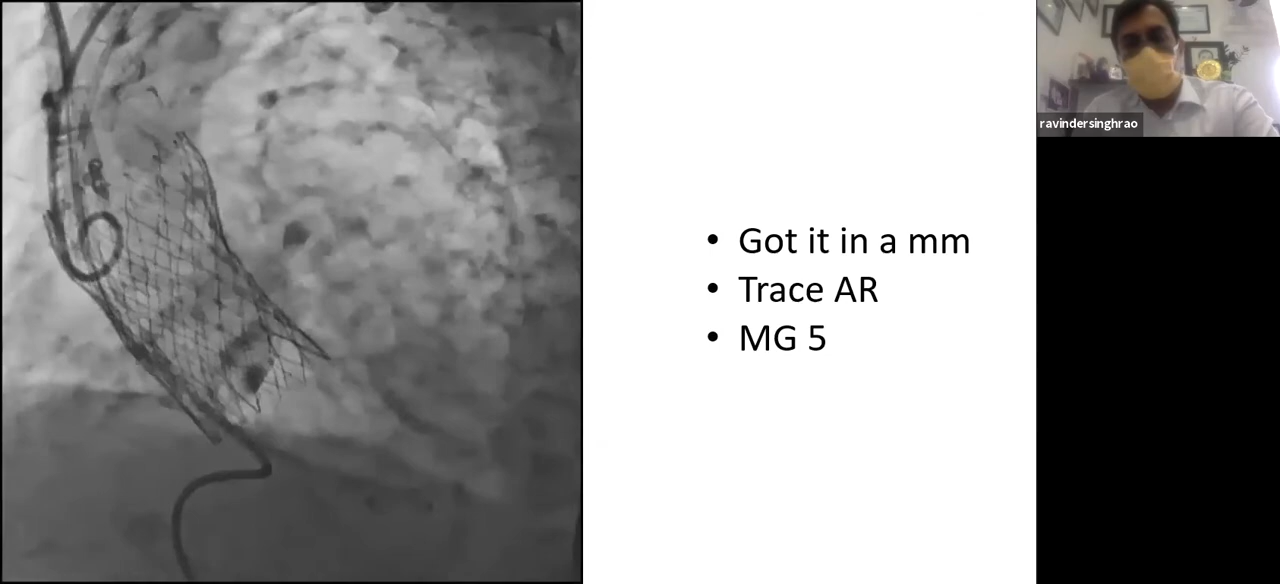 • Got it in a mm
• Trace AR
• MG 5
ravindersinghrao